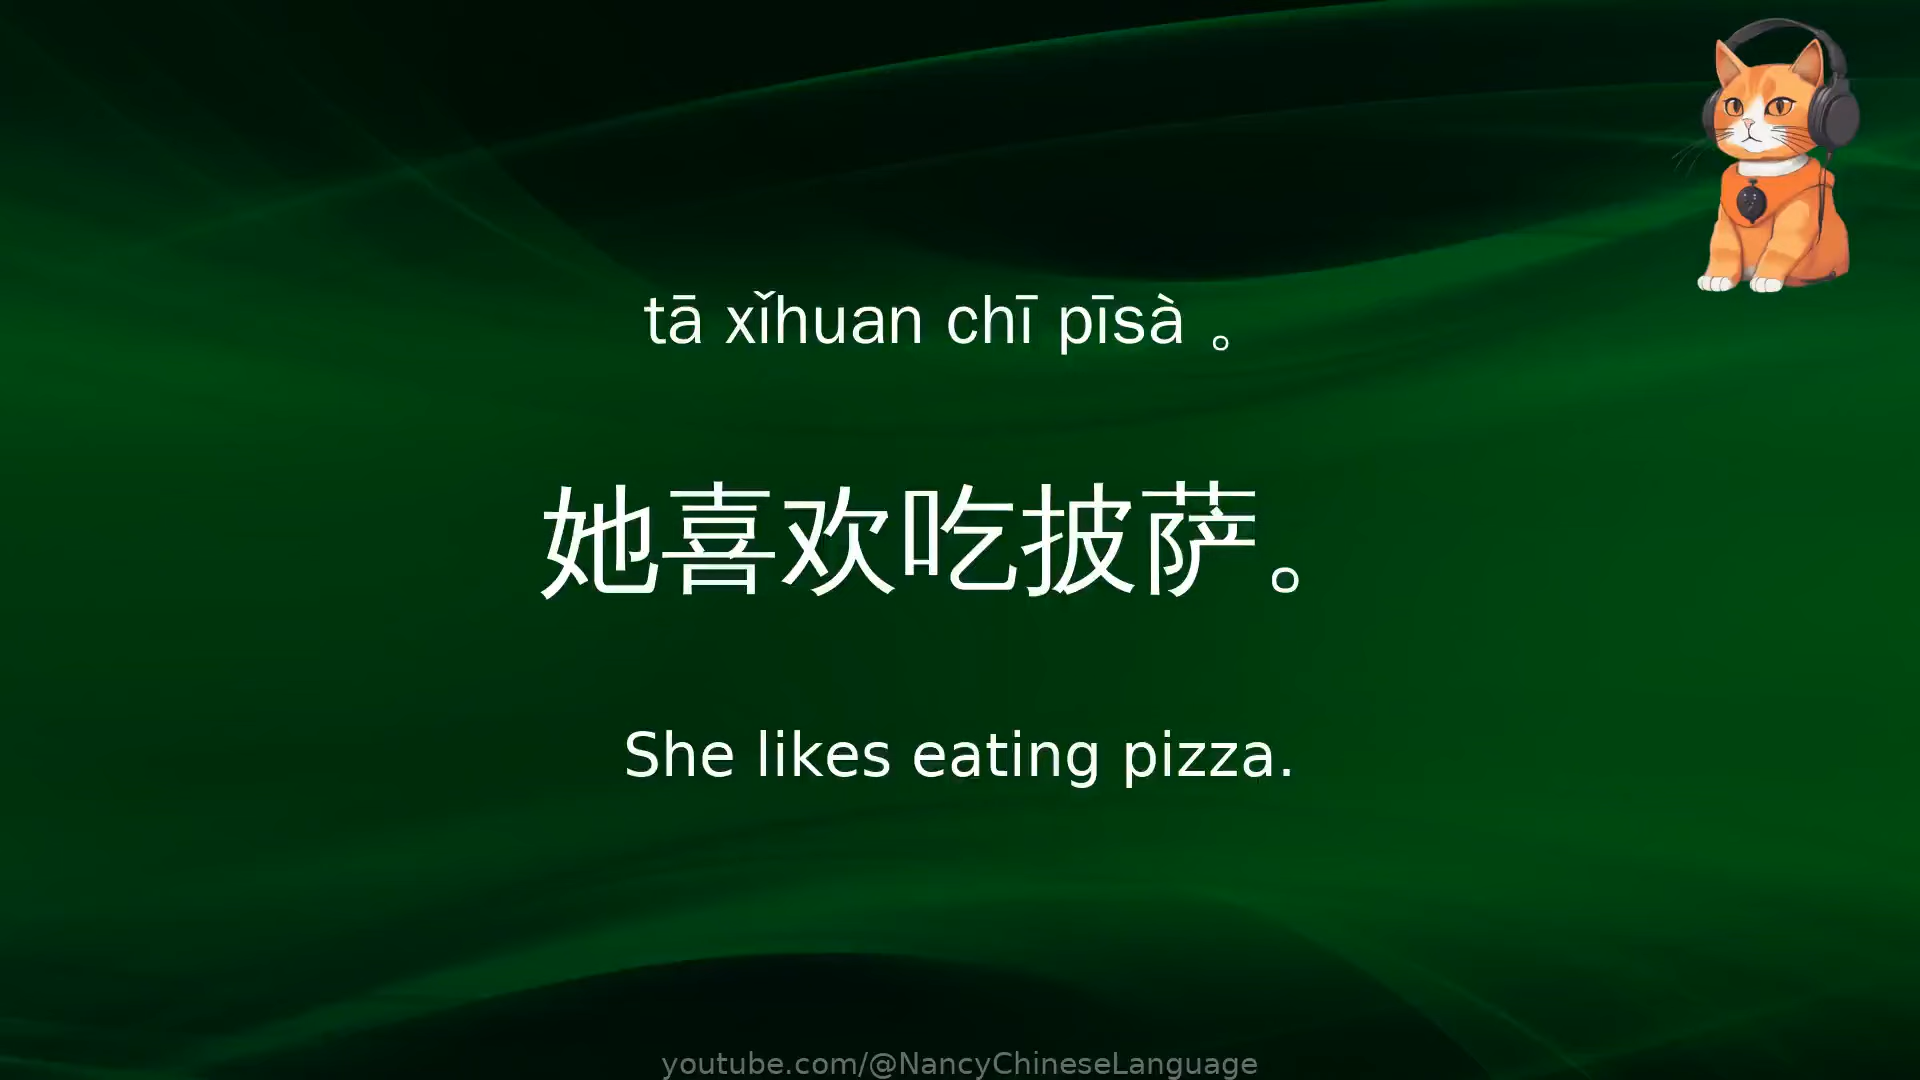 tā xǐhuan chī pīsà 。
她喜欢吃披萨。
She likes eating pizza.
youtube.com/@NancyChineseLanguage